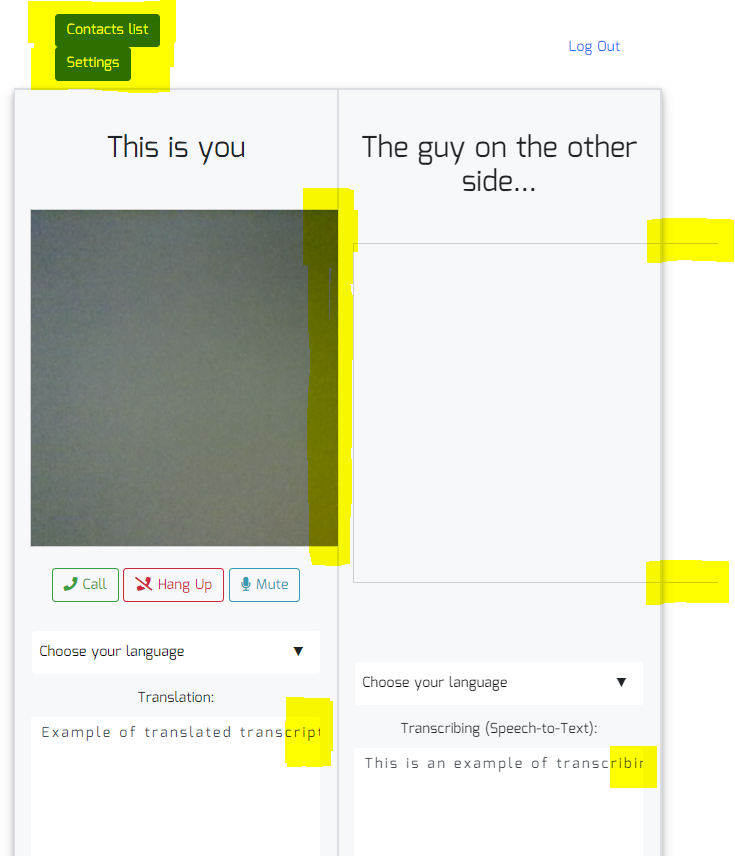 Contacts list
Log Out
Settings
This is you
The guy on the other
side...
Call
Hang Up
Mute
Choose your language
Translation:
Example of translated transcript
Choose your language
Transcribing (Speech-to-Text):
This is an example of transcribin